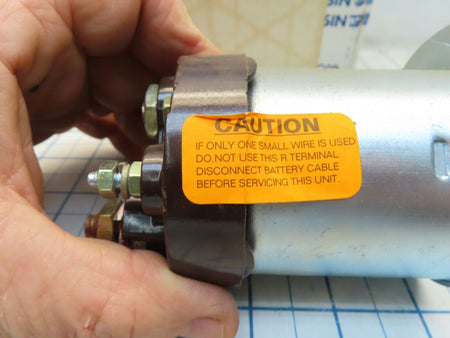 CAUTION
IF ONLY ONE SMALL WIRE IS USED
DO NOT USE THIS R TERMINAL.
DISCONNECT BATTERY CABLE
BEFORE SERVICING THIS UNIT.